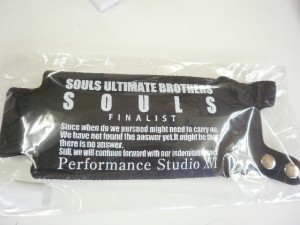 SOULS ULTIMATE BROTHERS
SOULS
FINALIST
Since when do we pursued might need to carry on.
We have not found the answer yet.It might be that
there is no answer.
Still, we will continue forward with our indensible
Performance Studio M